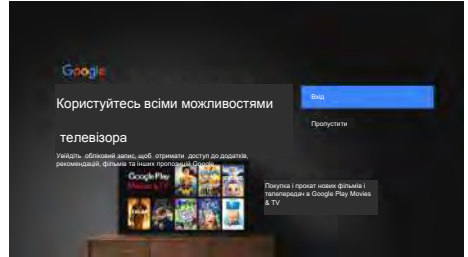 Google
Користуйтесь всіми можливостями
телевізора
Увійдіть обліковий запис, щоб отримати доступ до додатків,
рекомендацій, фільмів та інших пропозицій Google
Вхід
Пропустити
Google Play
Movies & TV
Покупка і прокат нових фільмів і
телепередач в Google Play Movies
& TV